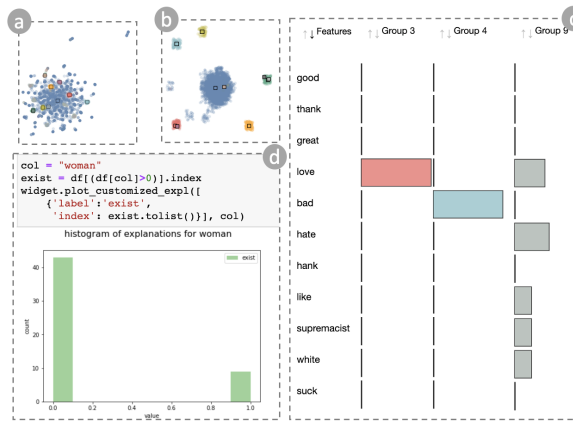 a
b
col = "woman"
exist = df[(df[col]>0)].index
widget.plot_customized_expl([
{'label':'exist',
'index': exist.tolist()}], col)
d
histogram of explanations for woman
exist
40
30
20
10
0
count
0.0 0.2 0.4 0.6 0.8 1.0
value
↑↓ Features ↑↓ Group 3 ↑↓ Group 4 ↑↓ Group 9
good
thank
great
love
bad
hate
hank
like
supremacist
white
suck